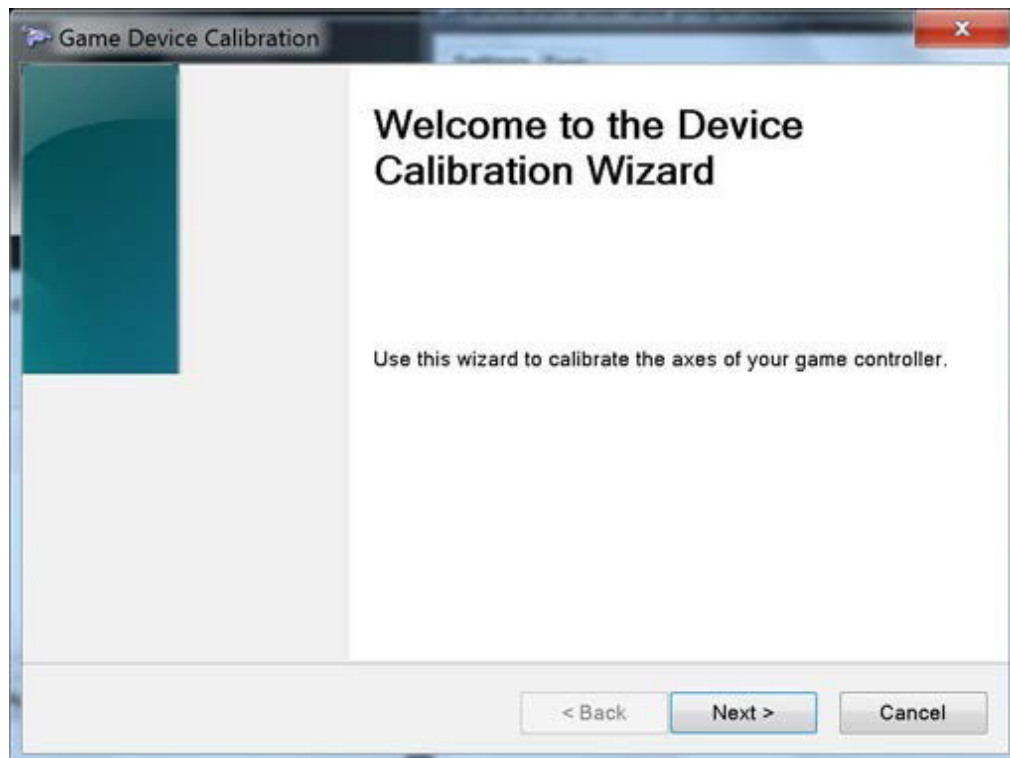 Game Device Calibration
Welcome to the Device
Calibration Wizard
Use this wizard to calibrate the axes of your game controller.
< Back
Next >
Cancel